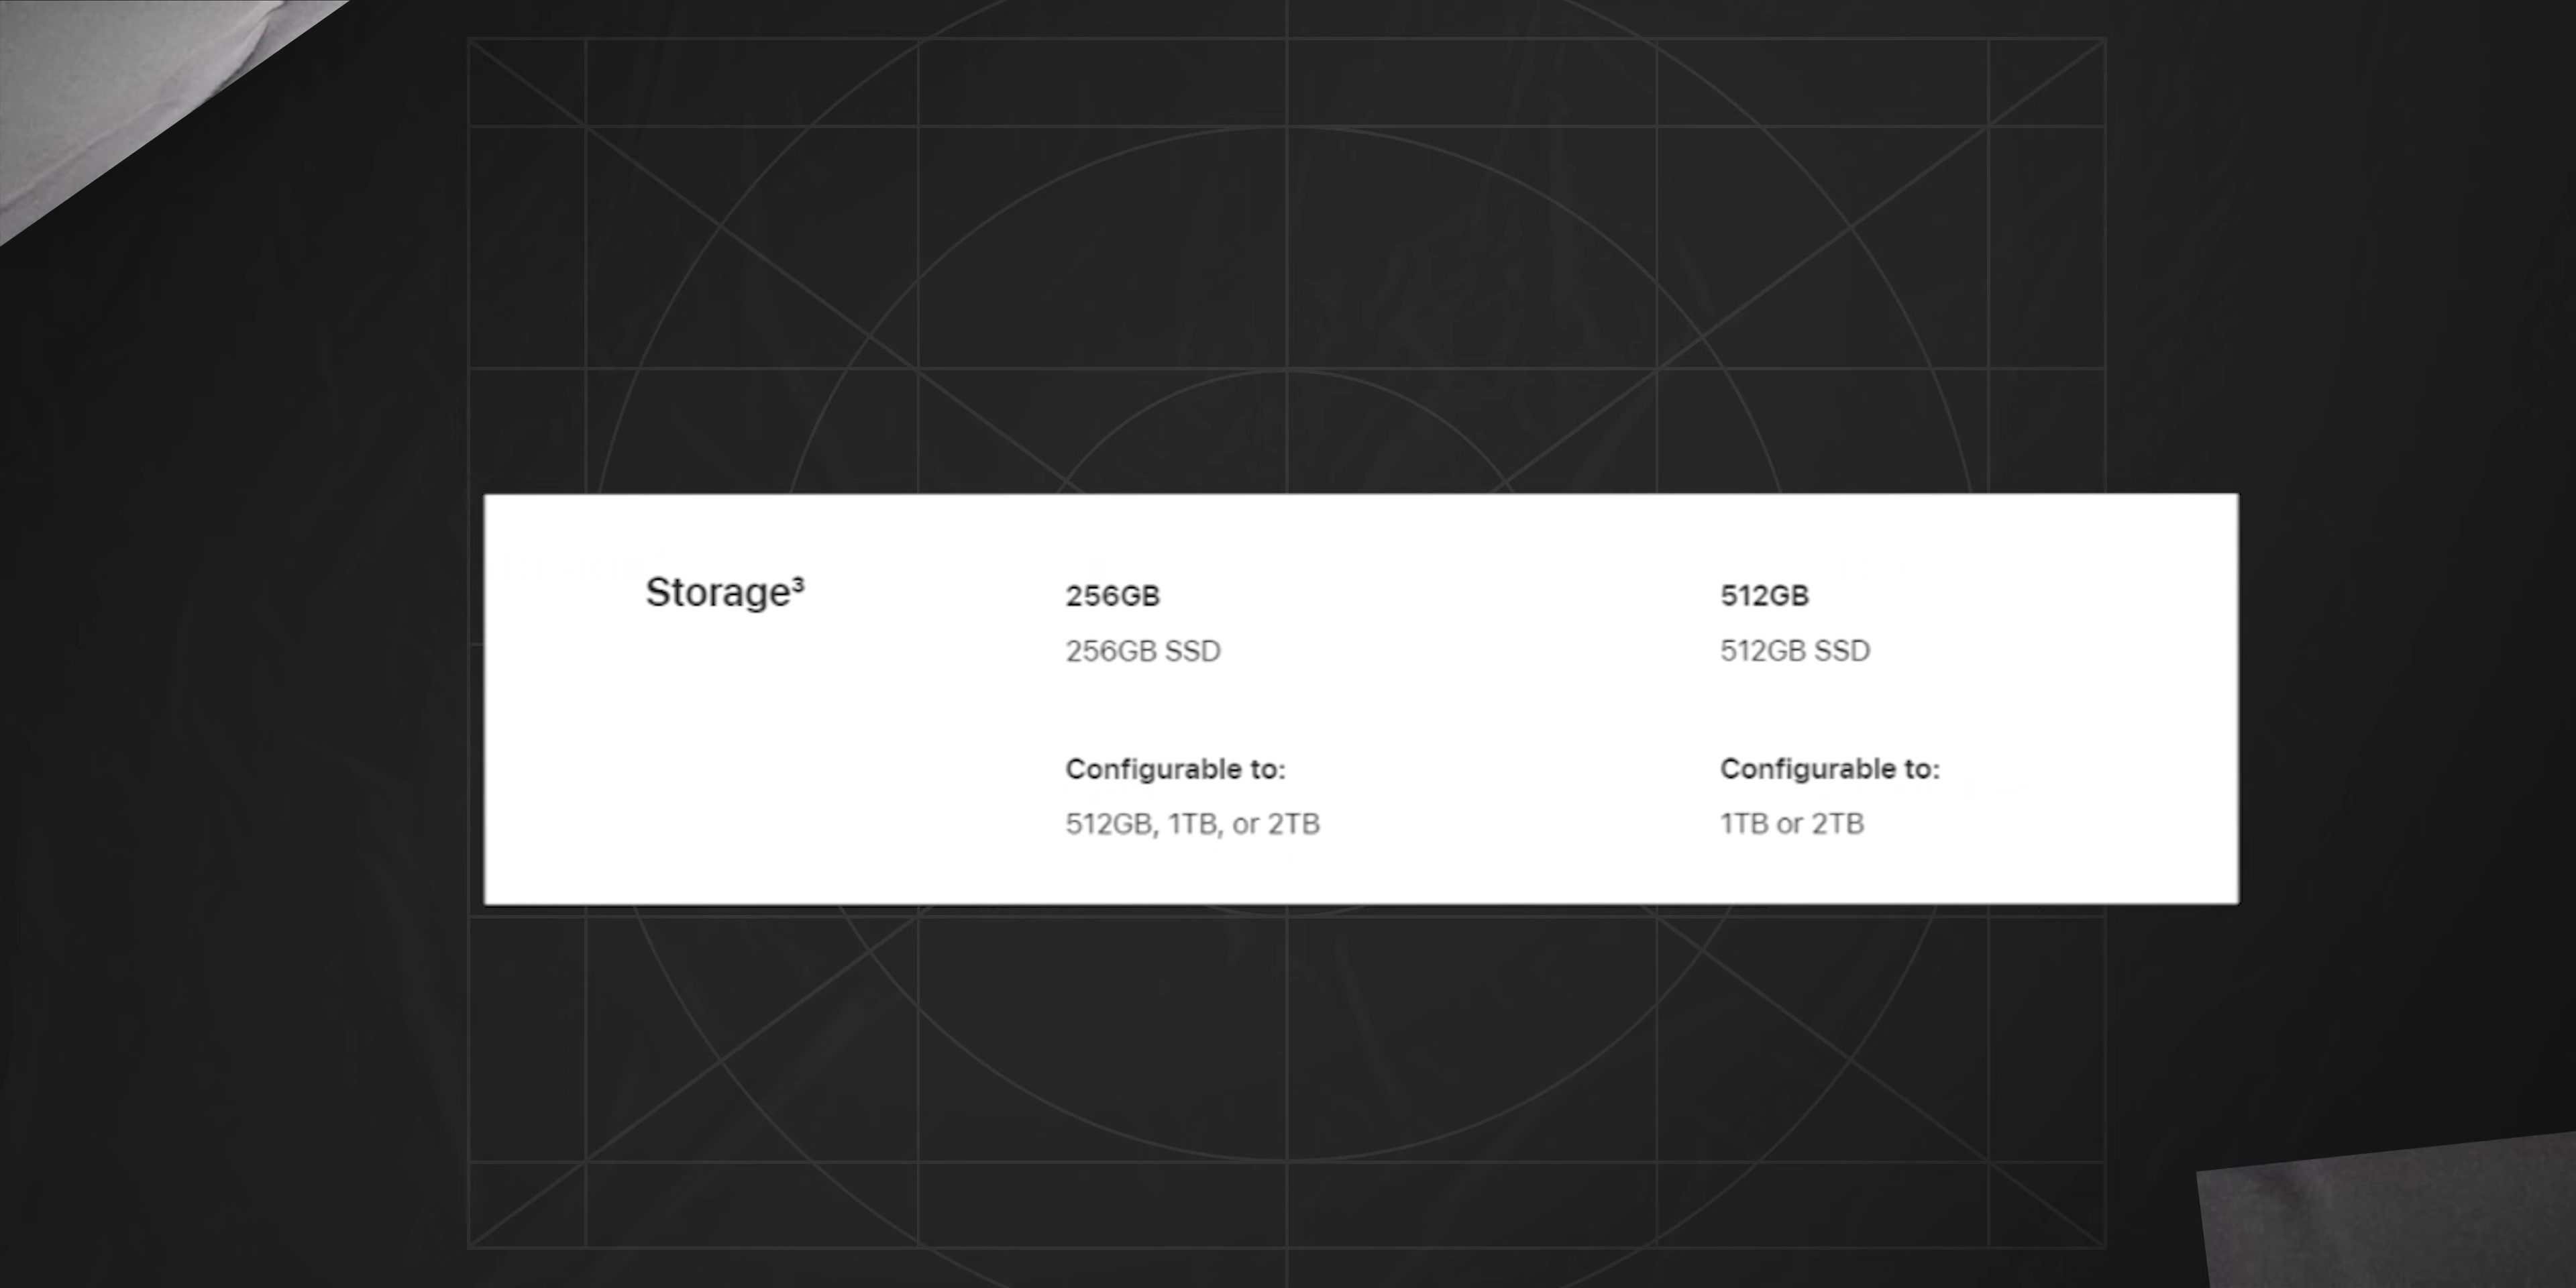 Storage³
256GB
256GB SSD
Configurable to:
512GB, 1TB, or 2TB
512GB
512GB SSD
Configurable to:
1TB or 2TB